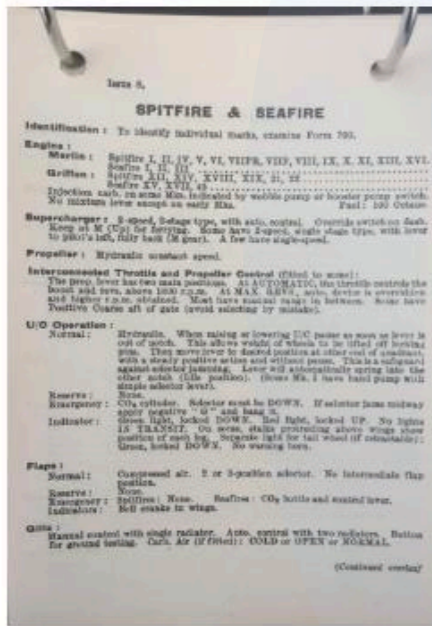 Issue 8.
SPITFIRE & SEAFIRE
Identification : To identify individual marks, examine Form 700.
Engine :
Merlin : Spitfire I, II, IV, V, VI, VII, VIII, IX, X, XI, XIII, XVI.
Seafire I, II, III.
Griffon : Spitfire XII, XIV, XVIII, XIX, 21, 22
Seafire XV, XVII, 45
Injection carb. on some Mks. indicated by wobble pump or booster pump switch.
No mixture lever except on early Mks. Fuel: 100 Octane.
Supercharger : 2-speed, 2-stage type, with auto. control. Override switch on dash.
Keep at M (Up) for ferrying. Some have 2-speed, single stage type, with lever
to pilot's left, fully back (M gear). A few have single-speed.
Propeller : Hydraulic constant speed.
Interconnected Throttle and Propeller Control (fitted to some) :
The prop. lever has two main positions. At AUTOMATIC, the throttle controls the
boost and revs. above 1800 r.p.m. At MAX. REVS., auto. device is overridden
and higher r.p.m. obtained. Most have manual range in between. Some have
Positive Coarse aft of gate (avoid selecting by mistake).
U/C Operation :
Normal : Hydraulic. When raising or lowering U/C pause as soon as lever is
out of notch. This allows weight of wheels to be lifted off locking
pins. Then move lever to desired position at other end of quadrant,
with a steady positive action and without pause. This is a safeguard
against selector jamming. Lever will automatically spring into the
other notch (idle position). (Some Mk. I have hand pump with
simple selector lever).
Reserve : None.
Emergency : CO₂ cylinder. Selector must be DOWN. If selector jams midway
apply negative "G" and bang it.
Indicator : Green light, locked DOWN. Red light, locked UP. No lights
IN TRANSIT. On some, stalks protruding above wings show
position of each leg. Separate light for tail wheel (if retractable) :
Green, locked DOWN. No warning horn.
Flaps :
Normal : Compressed air. 2 or 3-position selector. No intermediate flap
position.
Reserve : None.
Emergency : Spitfires : None. Seafires : CO₂ bottle and control lever.
Indicators : Bell cranks in wings.
Gills :
Manual control with single radiator. Auto. control with two radiators. Button
for ground testing. Carb. Air (if fitted) : COLD or OPEN or NORMAL.
(Continued overleaf